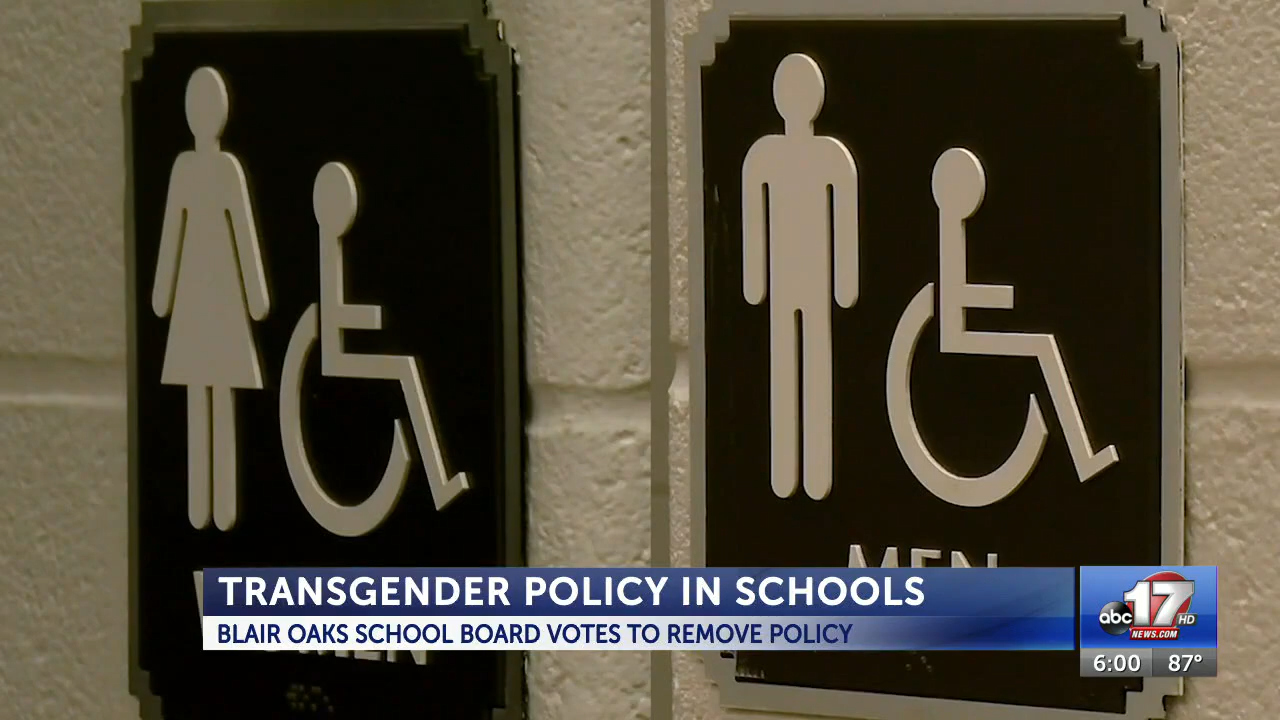 MEN
TRANSGENDER POLICY IN SCHOOLS
BLAIR OAKS SCHOOL BOARD VOTES TO REMOVE POLICY
abc 17 HD
NEWS.COM
6:00 87°